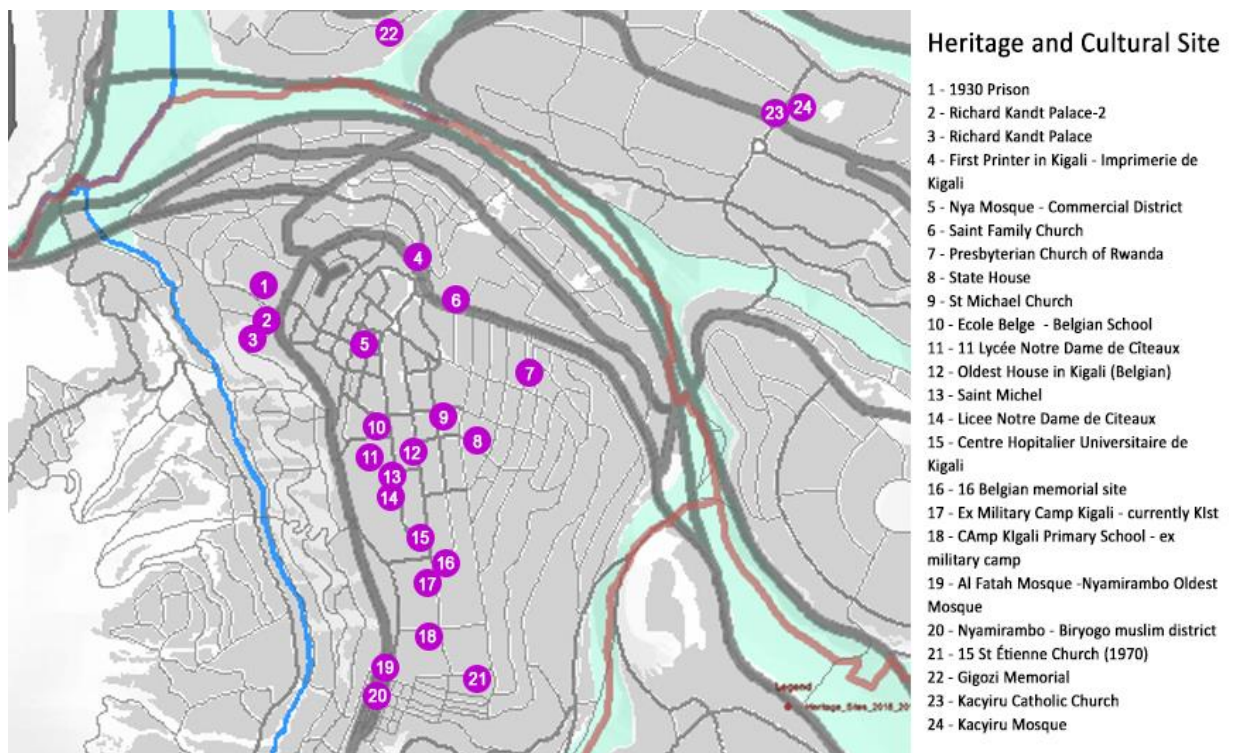 22
23 24
4
1
6
2
3
5
7
9
10
8
12
11
13
14
15
16
17
18
19
21
20
Legend
Heritage_Sites_2016_201
Heritage and Cultural Site
1 - 1930 Prison
2 - Richard Kandt Palace-2
3 - Richard Kandt Palace
4 - First Printer in Kigali - Imprimerie de
Kigali
5 - Nya Mosque - Commercial District
6 - Saint Family Church
7 - Presbyterian Church of Rwanda
8 - State House
9 - St Michael Church
10 - Ecole Belge - Belgian School
11 - 11 Lycée Notre Dame de Cîteaux
12 - Oldest House in Kigali (Belgian)
13 - Saint Michel
14 - Licee Notre Dame de Citeaux
15 - Centre Hopitalier Universitaire de
Kigali
16 - 16 Belgian memorial site
17 - Ex Military Camp Kigali - currently KIst
18 - CAmp KIgali Primary School - ex
military camp
19 - Al Fatah Mosque -Nyamirambo Oldest
Mosque
20 - Nyamirambo - Biryogo muslim district
21 - 15 St Étienne Church (1970)
22 - Gigozi Memorial
23 - Kacyiru Catholic Church
24 - Kacyiru Mosque